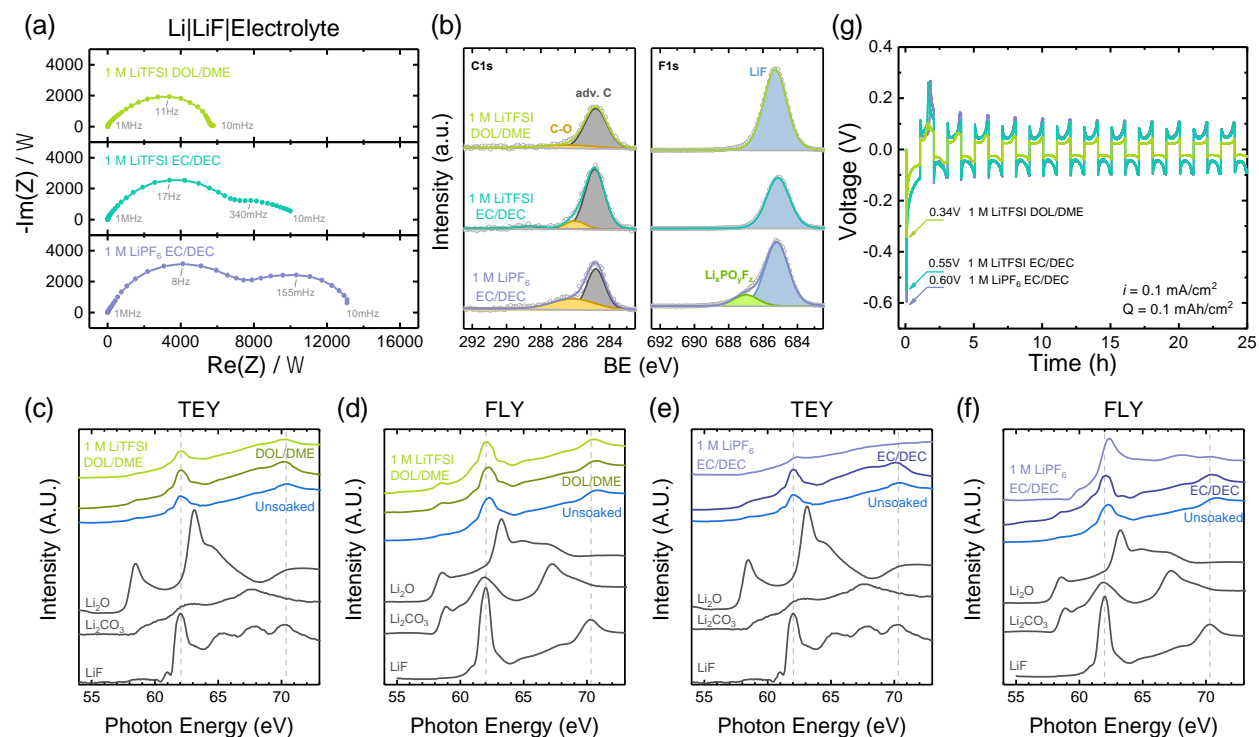 (a)
Li|LiF|Electrolyte
4000
2000
0
1 M LiTFSI DOL/DME
1MHz
11Hz
10mHz
4000
2000
0
1 M LiTFSI EC/DEC
1MHz
17Hz
340mHz
10mHz
4000
2000
0
1 M LiPF6 EC/DEC
1MHz
8Hz
155mHz
10mHz
0 4000 8000 12000 16000
-Im(Z) / W
Re(Z) / W
(b)
C1s
F1s
adv. C
C-O
LiF
1 M LiTFSI
DOL/DME
1 M LiTFSI
EC/DEC
1 M LiPF6
EC/DEC
LixPOyFz
292 290 288 286 284
692 690 688 686 684
Intensity (a.u.)
BE (eV)
(g)
0.4
0.2
0.0
-0.2
-0.4
-0.6
0.34V 1 M LiTFSI DOL/DME
0.55V 1 M LiTFSI EC/DEC
0.60V 1 M LiPF6 EC/DEC
i = 0.1 mA/cm2
Q = 0.1 mAh/cm2
0 5 10 15 20 25
Voltage (V)
Time (h)
(c)
TEY
1 M LiTFSI
DOL/DME
DOL/DME
Unsoaked
Li2O
Li2CO3
LiF
55 60 65 70
Intensity (A.U.)
Photon Energy (eV)
(d)
FLY
1 M LiTFSI
DOL/DME
DOL/DME
Unsoaked
Li2O
Li2CO3
LiF
55 60 65 70
Intensity (A.U.)
Photon Energy (eV)
(e)
TEY
1 M LiPF6
EC/DEC
EC/DEC
Unsoaked
Li2O
Li2CO3
LiF
55 60 65 70
Intensity (A.U.)
Photon Energy (eV)
(f)
FLY
1 M LiPF6
EC/DEC
EC/DEC
Unsoaked
Li2O
Li2CO3
LiF
55 60 65 70
Intensity (A.U.)
Photon Energy (eV)